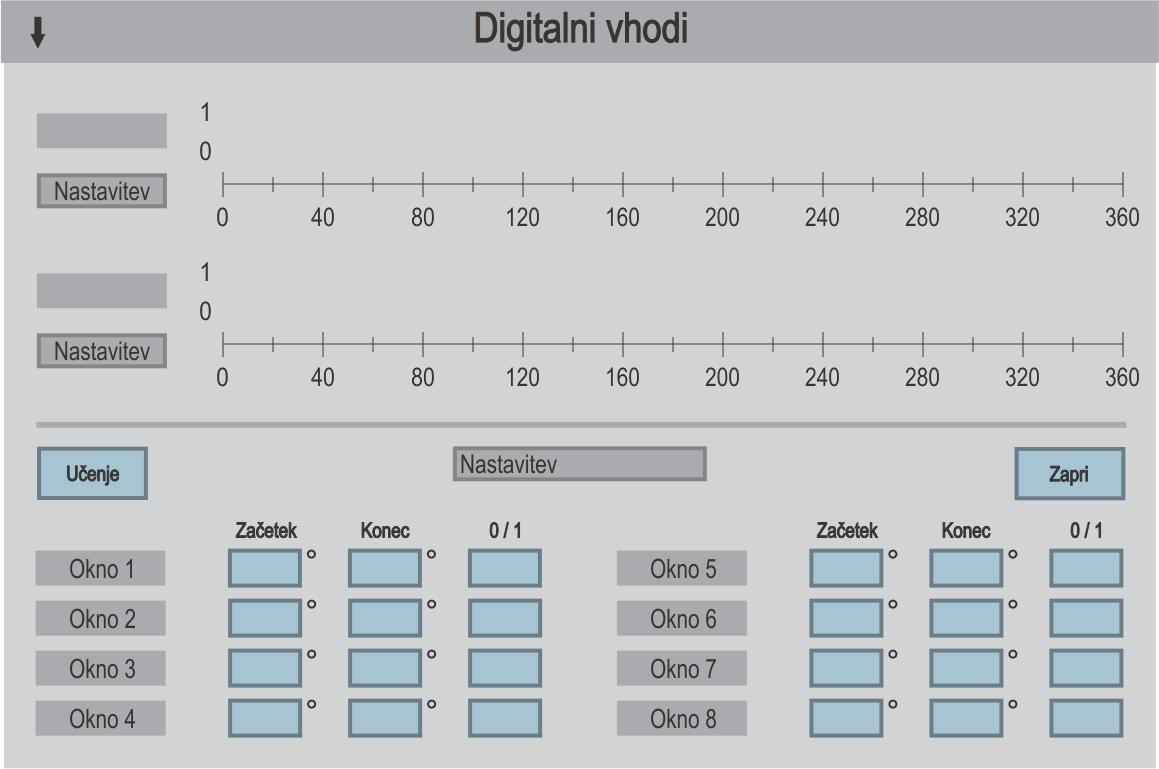 Digitalni vhodi
1
0
Nastavitev
0 40 80 120 160 200 240 280 320 360
1
0
Nastavitev
0 40 80 120 160 200 240 280 320 360
Učenje Nastavitev Zapri
Začetek Konec 0 / 1 Začetek Konec 0 / 1
Okno 1 ° ° Okno 5 ° °
Okno 2 ° ° Okno 6 ° °
Okno 3 ° ° Okno 7 ° °
Okno 4 ° ° Okno 8 ° °